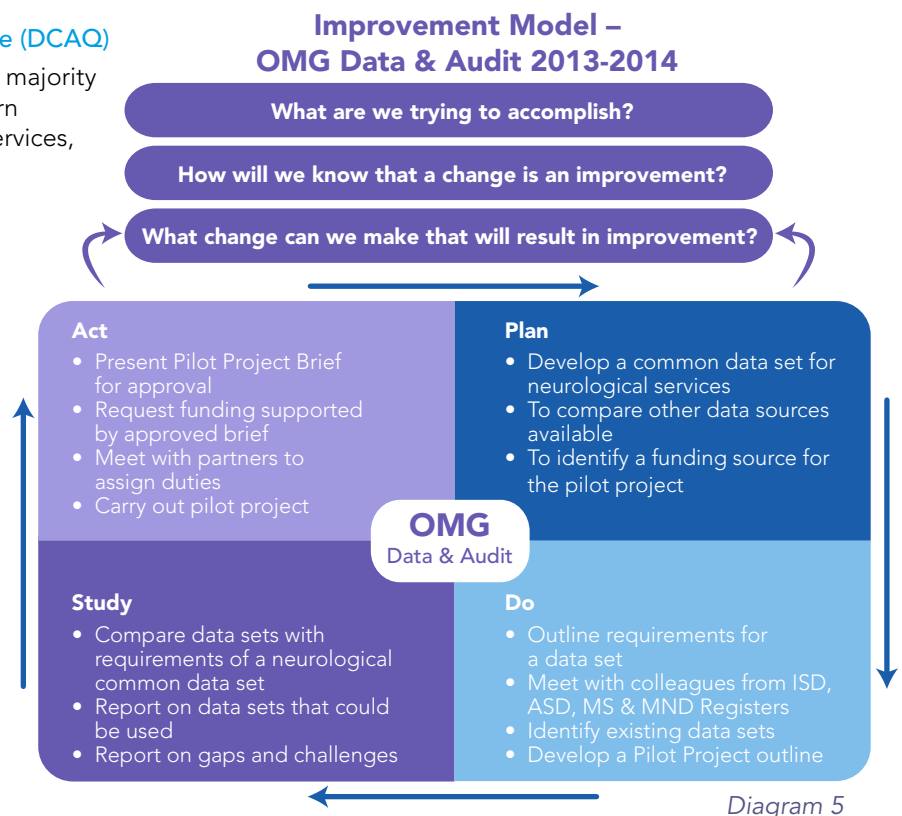 e (DCAQ)
majority
rn
ervices,
Improvement Model –
OMG Data & Audit 2013-2014
What are we trying to accomplish?
How will we know that a change is an improvement?
What change can we make that will result in improvement?
Act
• Present Pilot Project Brief
for approval
• Request funding supported
by approved brief
• Meet with partners to
assign duties
• Carry out pilot project
Plan
• Develop a common data set for
neurological services
• To compare other data sources
available
• To identify a funding source for
the pilot project
OMG
Data & Audit
Study
• Compare data sets with
requirements of a neurological
common data set
• Report on data sets that could
be used
• Report on gaps and challenges
Do
• Outline requirements for
a data set
• Meet with colleagues from ISD,
ASD, MS & MND Registers
• Identify existing data sets
• Develop a Pilot Project outline
Diagram 5